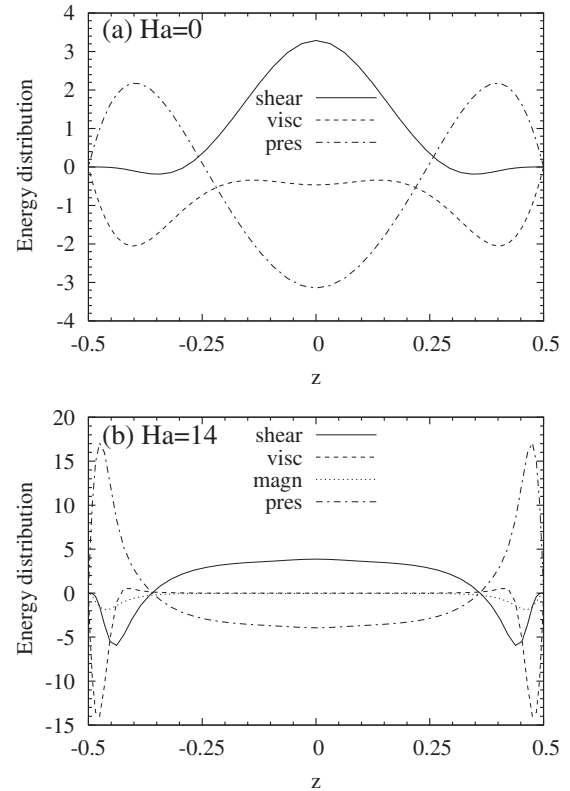 (a) Ha=0
shear
visc
pres
Energy distribution
4
3
2
1
0
-1
-2
-3
-4
-0.5 -0.25 0 0.25 0.5
z
(b) Ha=14
shear
visc
magn
pres
Energy distribution
20
15
10
5
0
-5
-10
-15
-0.5 -0.25 0 0.25 0.5
z